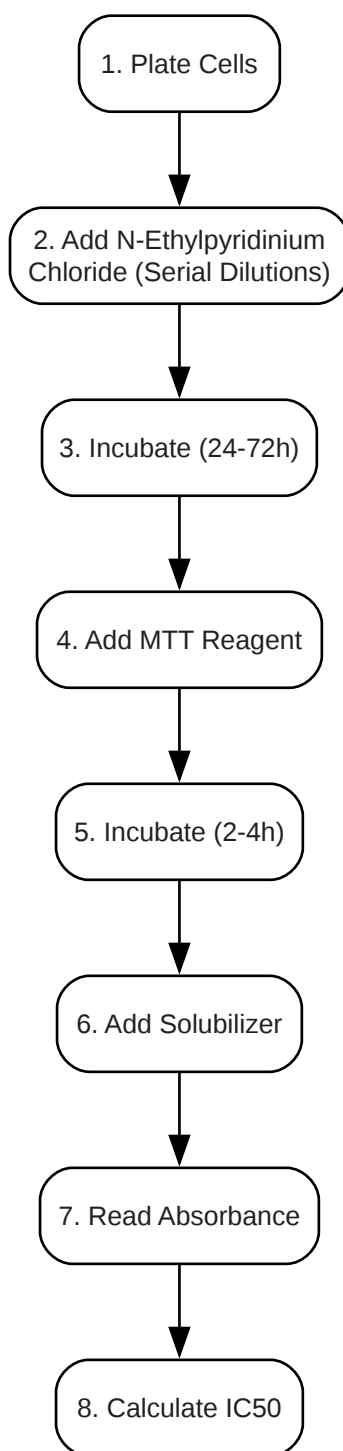 1. Plate Cells
2. Add N-Ethylpyridinium
Chloride (Serial Dilutions)
3. Incubate (24-72h)
4. Add MTT Reagent
5. Incubate (2-4h)
6. Add Solubilizer
7. Read Absorbance
8. Calculate IC50